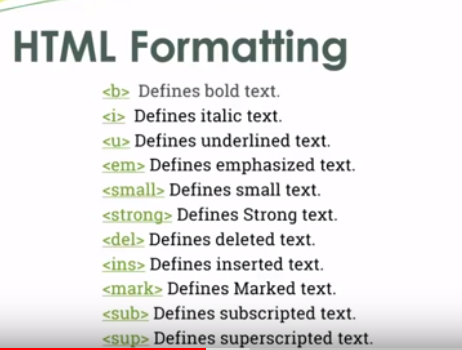 HTML Formatting
<b> Defines bold text.
<i> Defines italic text.
<u> Defines underlined text.
<em> Defines emphasized text.
<small> Defines small text.
<strong> Defines Strong text.
<del> Defines deleted text.
<ins> Defines inserted text.
<mark> Defines Marked text.
<sub> Defines subscripted text.
<sup> Defines superscripted text.